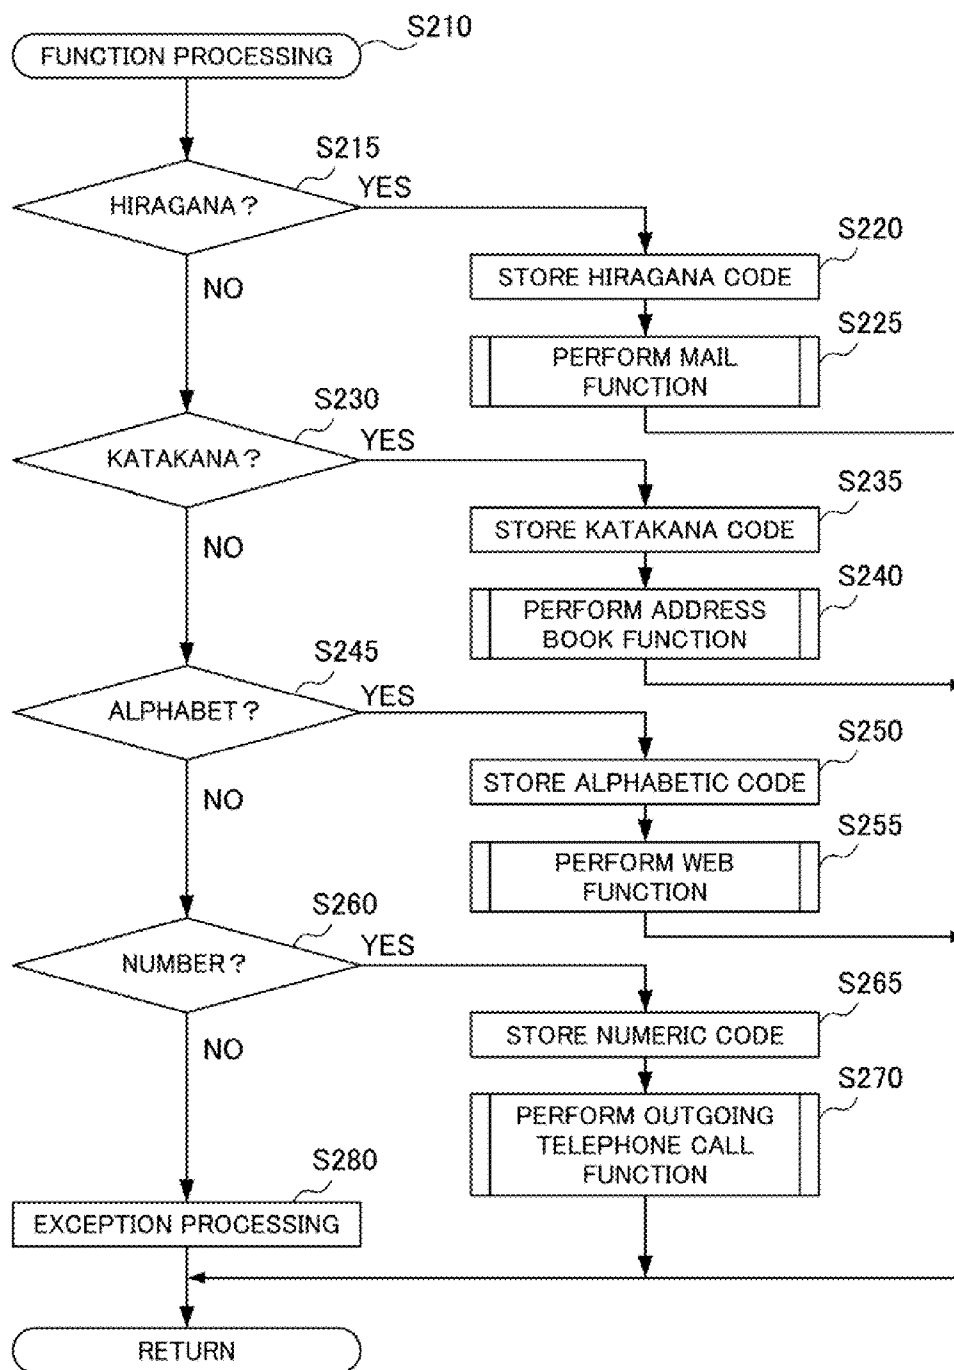 S210
FUNCTION PROCESSING
S215
HIRAGANA?
YES
NO
S220
STORE HIRAGANA CODE
S225
PERFORM MAIL
FUNCTION
S230
KATAKANA?
YES
NO
S235
STORE KATAKANA CODE
S240
PERFORM ADDRESS
BOOK FUNCTION
S245
ALPHABET?
YES
NO
S250
STORE ALPHABETIC CODE
S255
PERFORM WEB
FUNCTION
S260
NUMBER?
YES
NO
S265
STORE NUMERIC CODE
S270
PERFORM OUTGOING
TELEPHONE CALL
FUNCTION
S280
EXCEPTION PROCESSING
RETURN